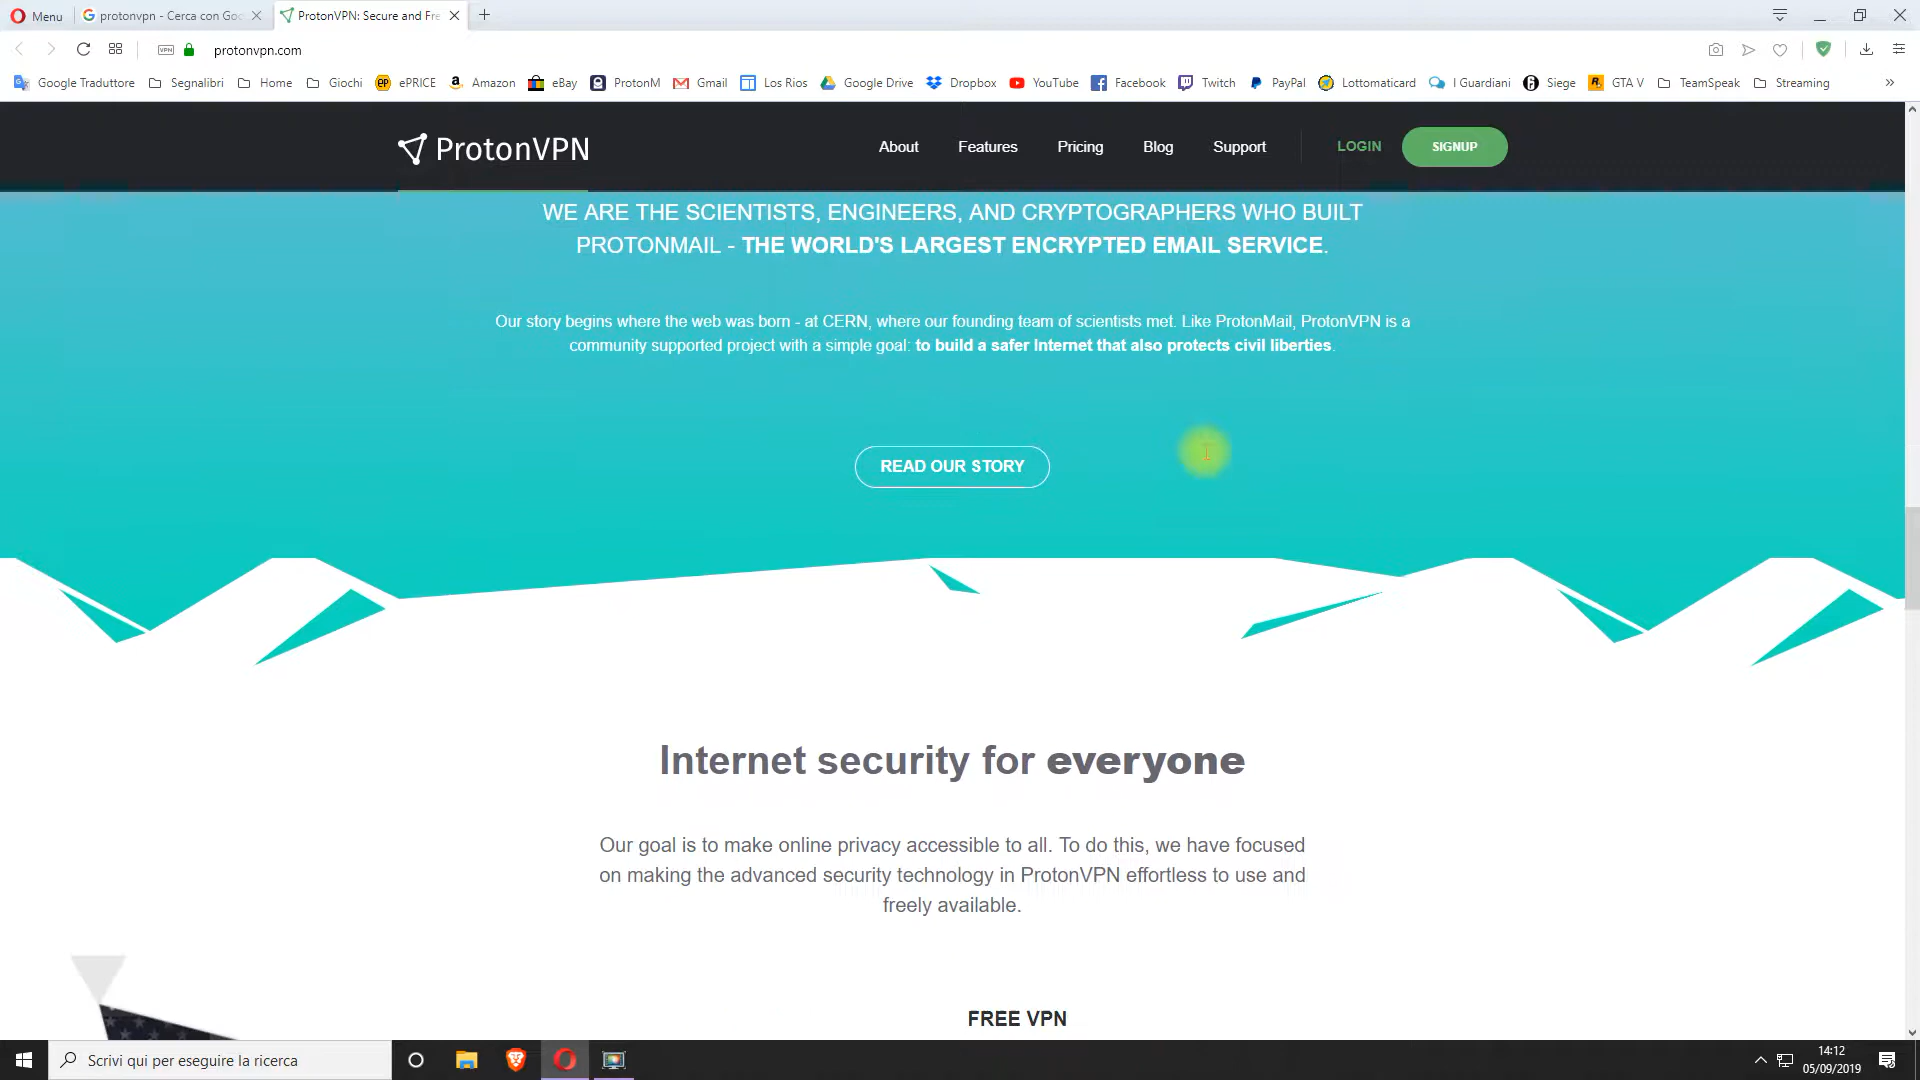 Menu
protonvpn - Cerca con Goo
ProtonVPN: Secure and Fre
VPN
protonvpn.com
Google Traduttore
Segnalibri
Home
Giochi
ePRICE
Amazon
eBay
ProtonM
Gmail
Los Rios
Google Drive
Dropbox
YouTube
Facebook
Twitch
PayPal
Lottomaticard
I Guardiani
Siege
GTA V
TeamSpeak
Streaming
ProtonVPN
About
Features
Pricing
Blog
Support
LOGIN
SIGNUP
WE ARE THE SCIENTISTS, ENGINEERS, AND CRYPTOGRAPHERS WHO BUILT
PROTONMAIL - THE WORLD'S LARGEST ENCRYPTED EMAIL SERVICE.
Our story begins where the web was born - at CERN, where our founding team of scientists met. Like ProtonMail, ProtonVPN is a
community supported project with a simple goal: to build a safer Internet that also protects civil liberties.
READ OUR STORY
Internet security for everyone
Our goal is to make online privacy accessible to all. To do this, we have focused
on making the advanced security technology in ProtonVPN effortless to use and
freely available.
FREE VPN
Scrivi qui per eseguire la ricerca
14:12
05/09/2019